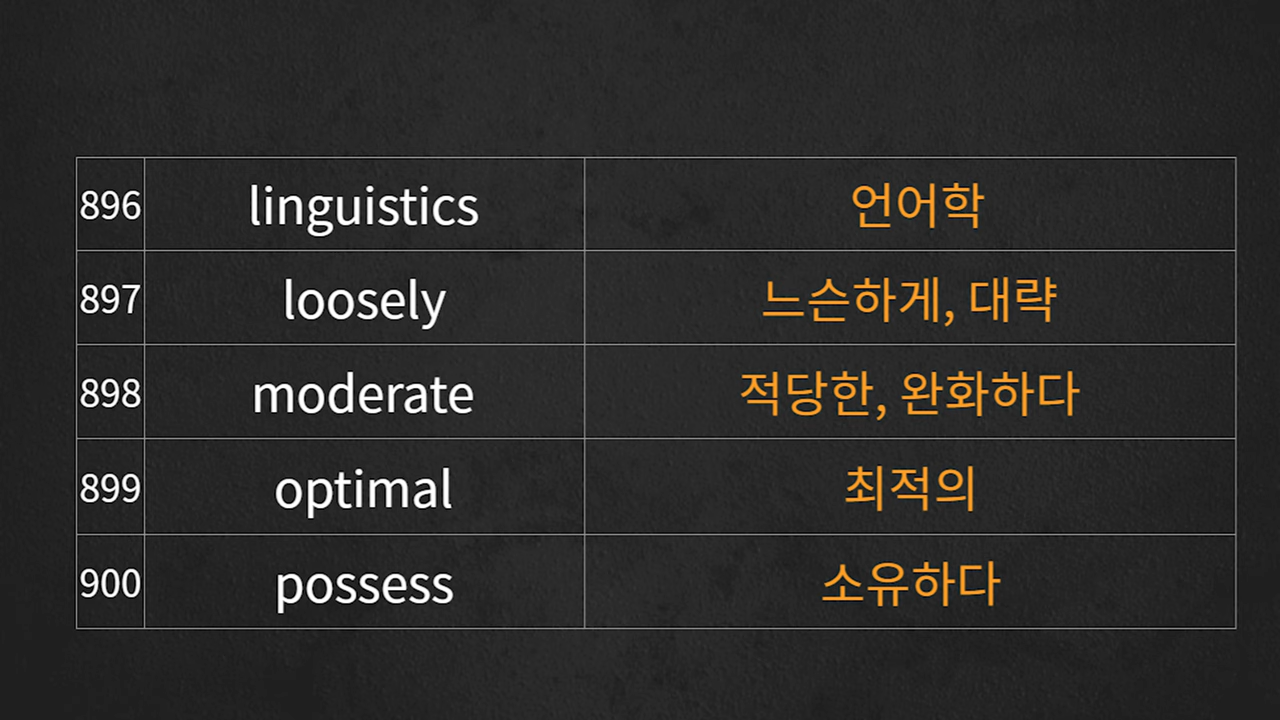 896 linguistics 언어학
897 loosely 느슨하게, 대략
898 moderate 적당한, 완화하다
899 optimal 최적의
900 possess 소유하다